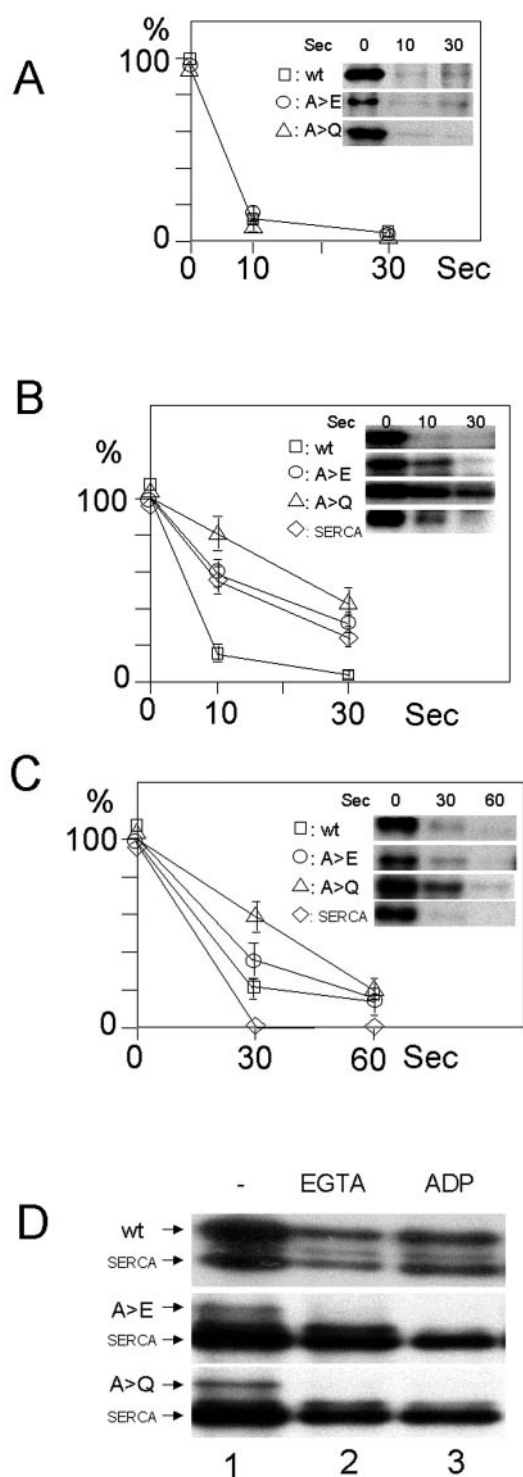 A
%
100
0
0 10 30 Sec
Sec 0 10 30
□: wt
○: A>E
△: A>Q
B
%
100
0
0 10 30 Sec
Sec 0 10 30
□: wt
○: A>E
△: A>Q
◇: SERCA
C
%
100
0
0 30 60 Sec
Sec 0 30 60
□: wt
○: A>E
△: A>Q
◇: SERCA
D
- EGTA ADP
wt
SERCA
A>E
SERCA
A>Q
SERCA
1 2 3